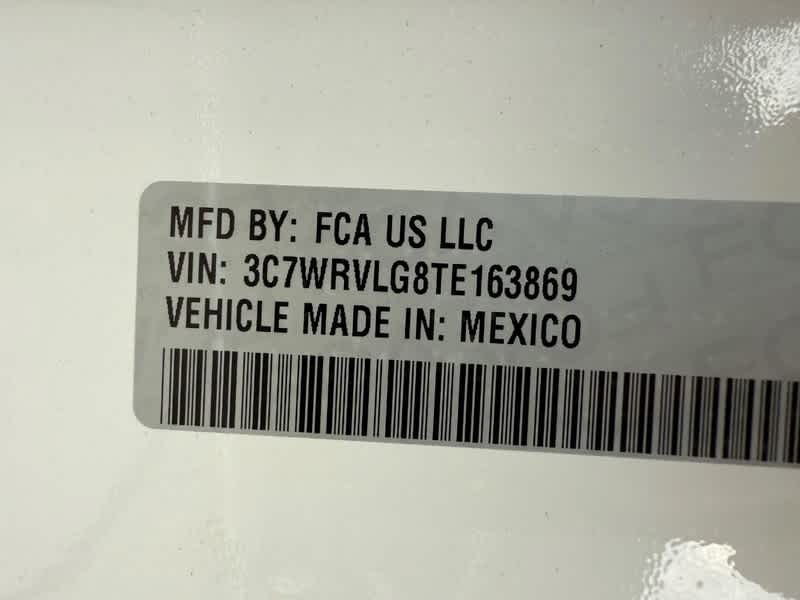 MFD BY: FCA US LLC
VIN: 3C7WRVLG8TE163869
VEHICLE MADE IN: MEXICO